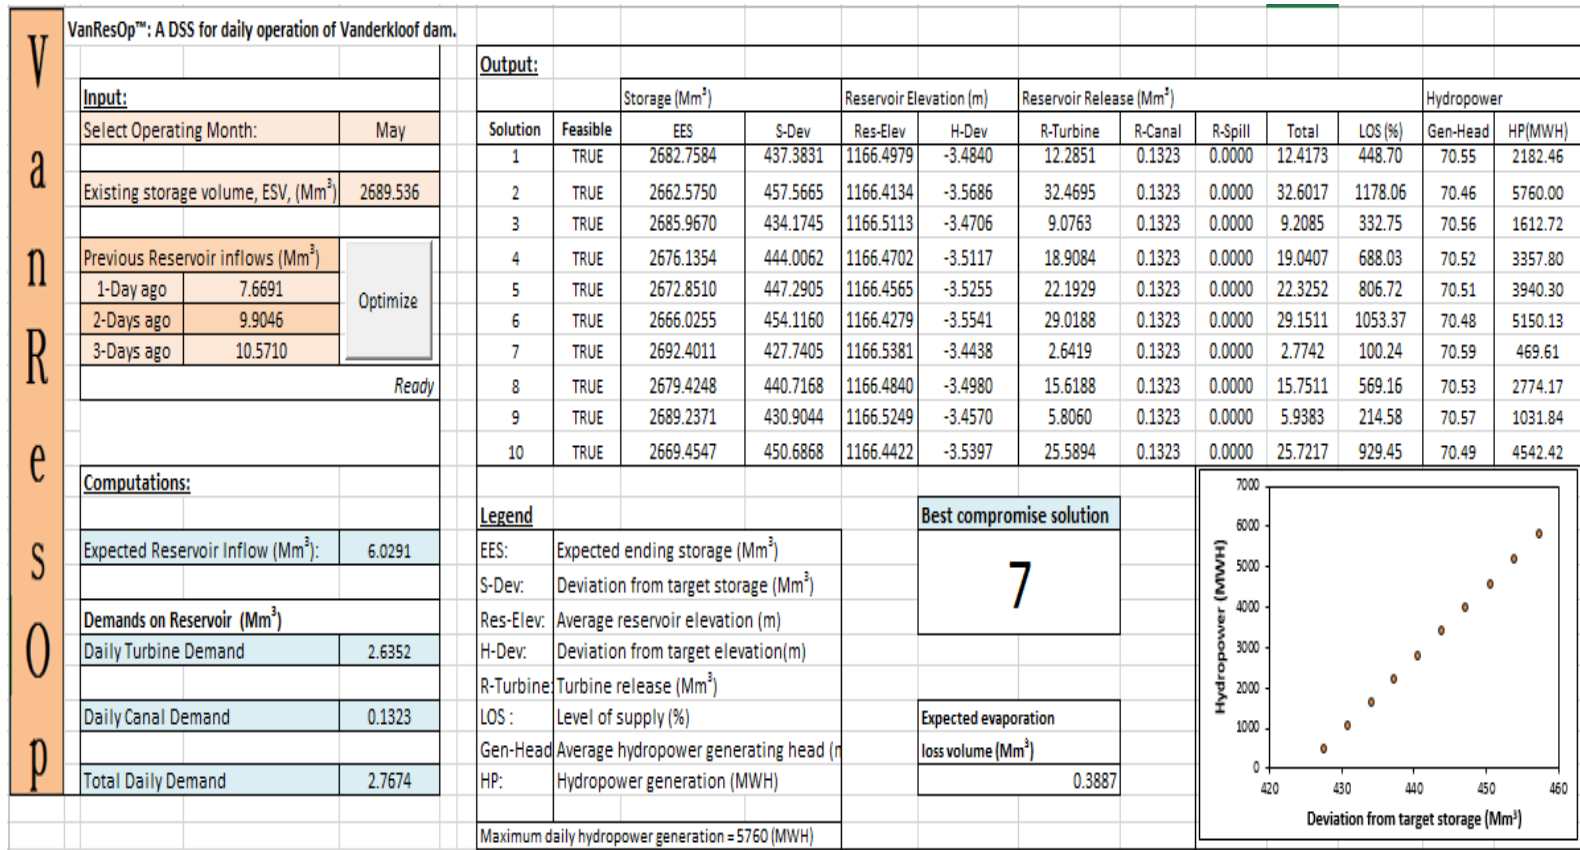 VanResOp
VanResOp™: A DSS for daily operation of Vanderkloof dam.
Input:
Select Operating Month: May
Existing storage volume, ESV, (Mm³) 2689.536
Previous Reservoir inflows (Mm³)
1-Day ago 7.6691
2-Days ago 9.9046
3-Days ago 10.5710
Optimize
Ready
Computations:
Expected Reservoir Inflow (Mm³): 6.0291
Demands on Reservoir (Mm³)
Daily Turbine Demand 2.6352
Daily Canal Demand 0.1323
Total Daily Demand 2.7674
Output:
Storage (Mm³) Reservoir Elevation (m) Reservoir Release (Mm³) Hydropower
Solution Feasible EES S-Dev Res-Elev H-Dev R-Turbine R-Canal R-Spill Total LOS (%) Gen-Head HP(MWH)
1 TRUE 2682.7584 437.3831 1166.4979 -3.4840 12.2851 0.1323 0.0000 12.4173 448.70 70.55 2182.46
2 TRUE 2662.5750 457.5665 1166.4134 -3.5686 32.4695 0.1323 0.0000 32.6017 1178.06 70.46 5760.00
3 TRUE 2685.9670 434.1745 1166.5113 -3.4706 9.0763 0.1323 0.0000 9.2085 332.75 70.56 1612.72
4 TRUE 2676.1354 444.0062 1166.4702 -3.5117 18.9084 0.1323 0.0000 19.0407 688.03 70.52 3357.80
5 TRUE 2672.8510 447.2905 1166.4565 -3.5255 22.1929 0.1323 0.0000 22.3252 806.72 70.51 3940.30
6 TRUE 2666.0255 454.1160 1166.4279 -3.5541 29.0188 0.1323 0.0000 29.1511 1053.37 70.48 5150.13
7 TRUE 2692.4011 427.7405 1166.5381 -3.4438 2.6419 0.1323 0.0000 2.7742 100.24 70.59 469.61
8 TRUE 2679.4248 440.7168 1166.4840 -3.4980 15.6188 0.1323 0.0000 15.7511 569.16 70.53 2774.17
9 TRUE 2689.2371 430.9044 1166.5249 -3.4570 5.8060 0.1323 0.0000 5.9383 214.58 70.57 1031.84
10 TRUE 2669.4547 450.6868 1166.4422 -3.5397 25.5894 0.1323 0.0000 25.7217 929.45 70.49 4542.42
Legend
EES: Expected ending storage (Mm³)
S-Dev: Deviation from target storage (Mm³)
Res-Elev: Average reservoir elevation (m)
H-Dev: Deviation from target elevation(m)
R-Turbine: Turbine release (Mm³)
LOS : Level of supply (%)
Gen-Head Average hydropower generating head (m
HP: Hydropower generation (MWH)
Maximum daily hydropower generation = 5760 (MWH)
Best compromise solution
7
Expected evaporation
loss volume (Mm³)
0.3887
Hydropower (MWH)
7000
6000
5000
4000
3000
2000
1000
0
420 430 440 450 460
Deviation from target storage (Mm³)